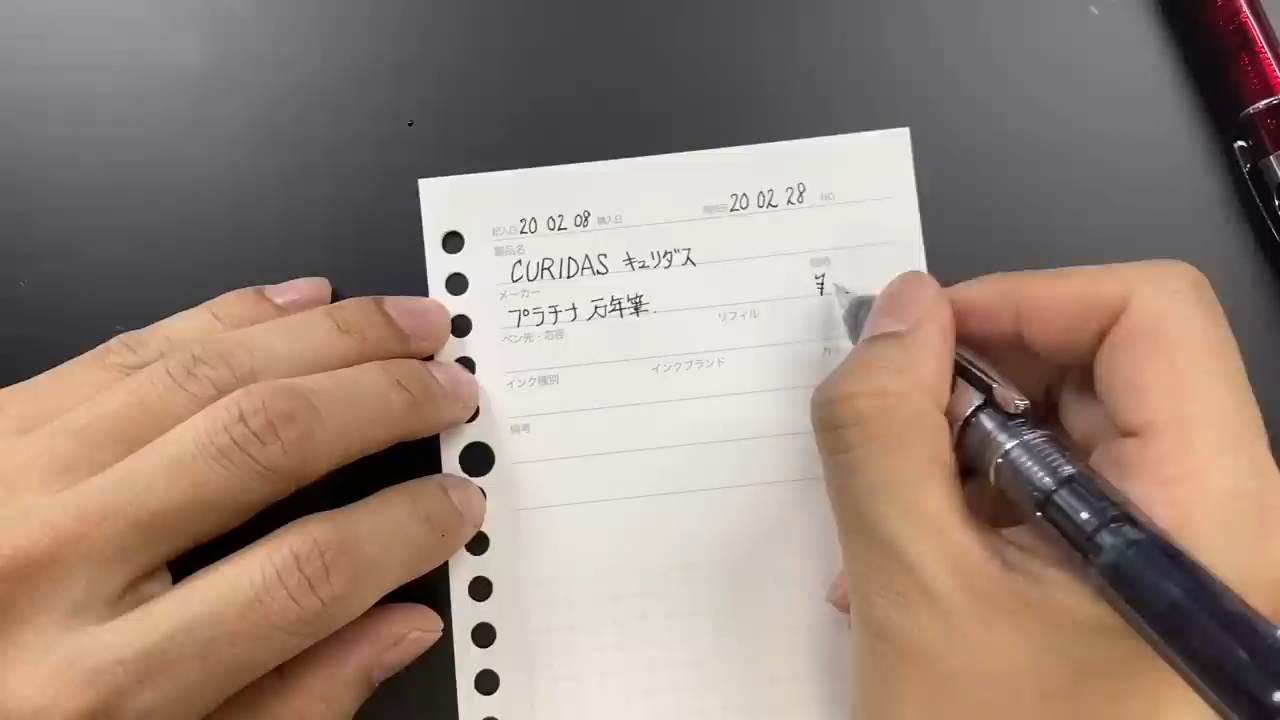 記入日 20 02 08 購入日 開封日 20 02 28 NO
製品名
CURIDAS キュリダス 価格
メーカー ¥
プラチナ万年筆
ペン先・芯径 リフィル
インク種別 インクブランド カ
備考